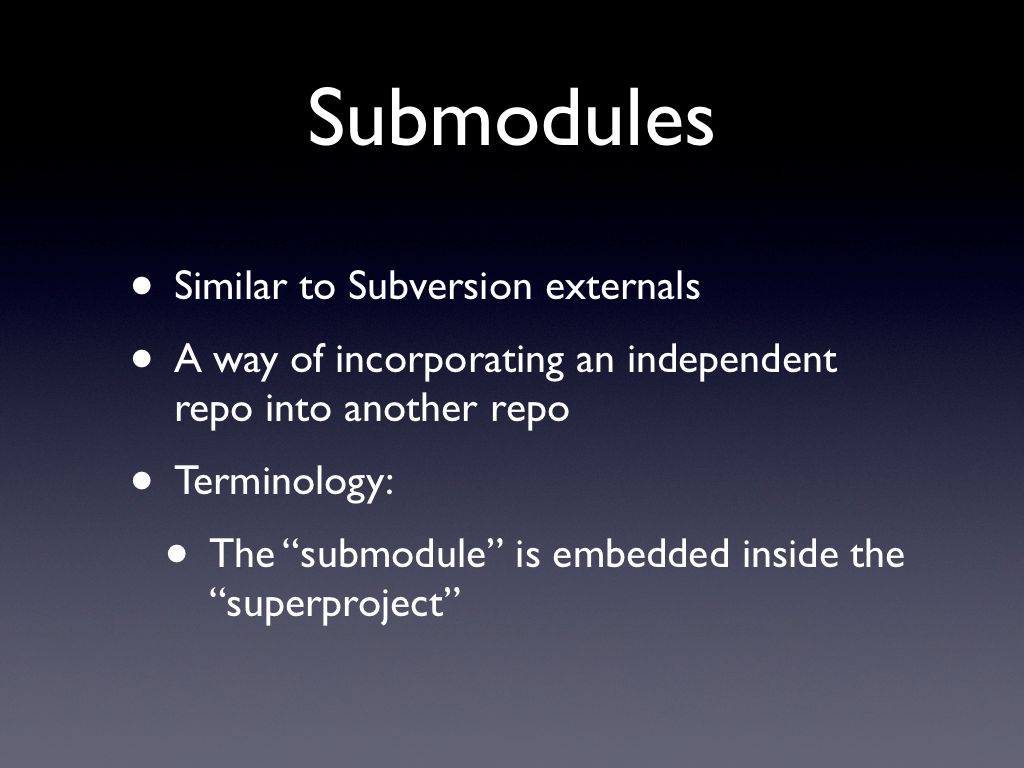 Submodules
• Similar to Subversion externals
• A way of incorporating an independent
repo into another repo
• Terminology:
• The “submodule” is embedded inside the
“superproject”